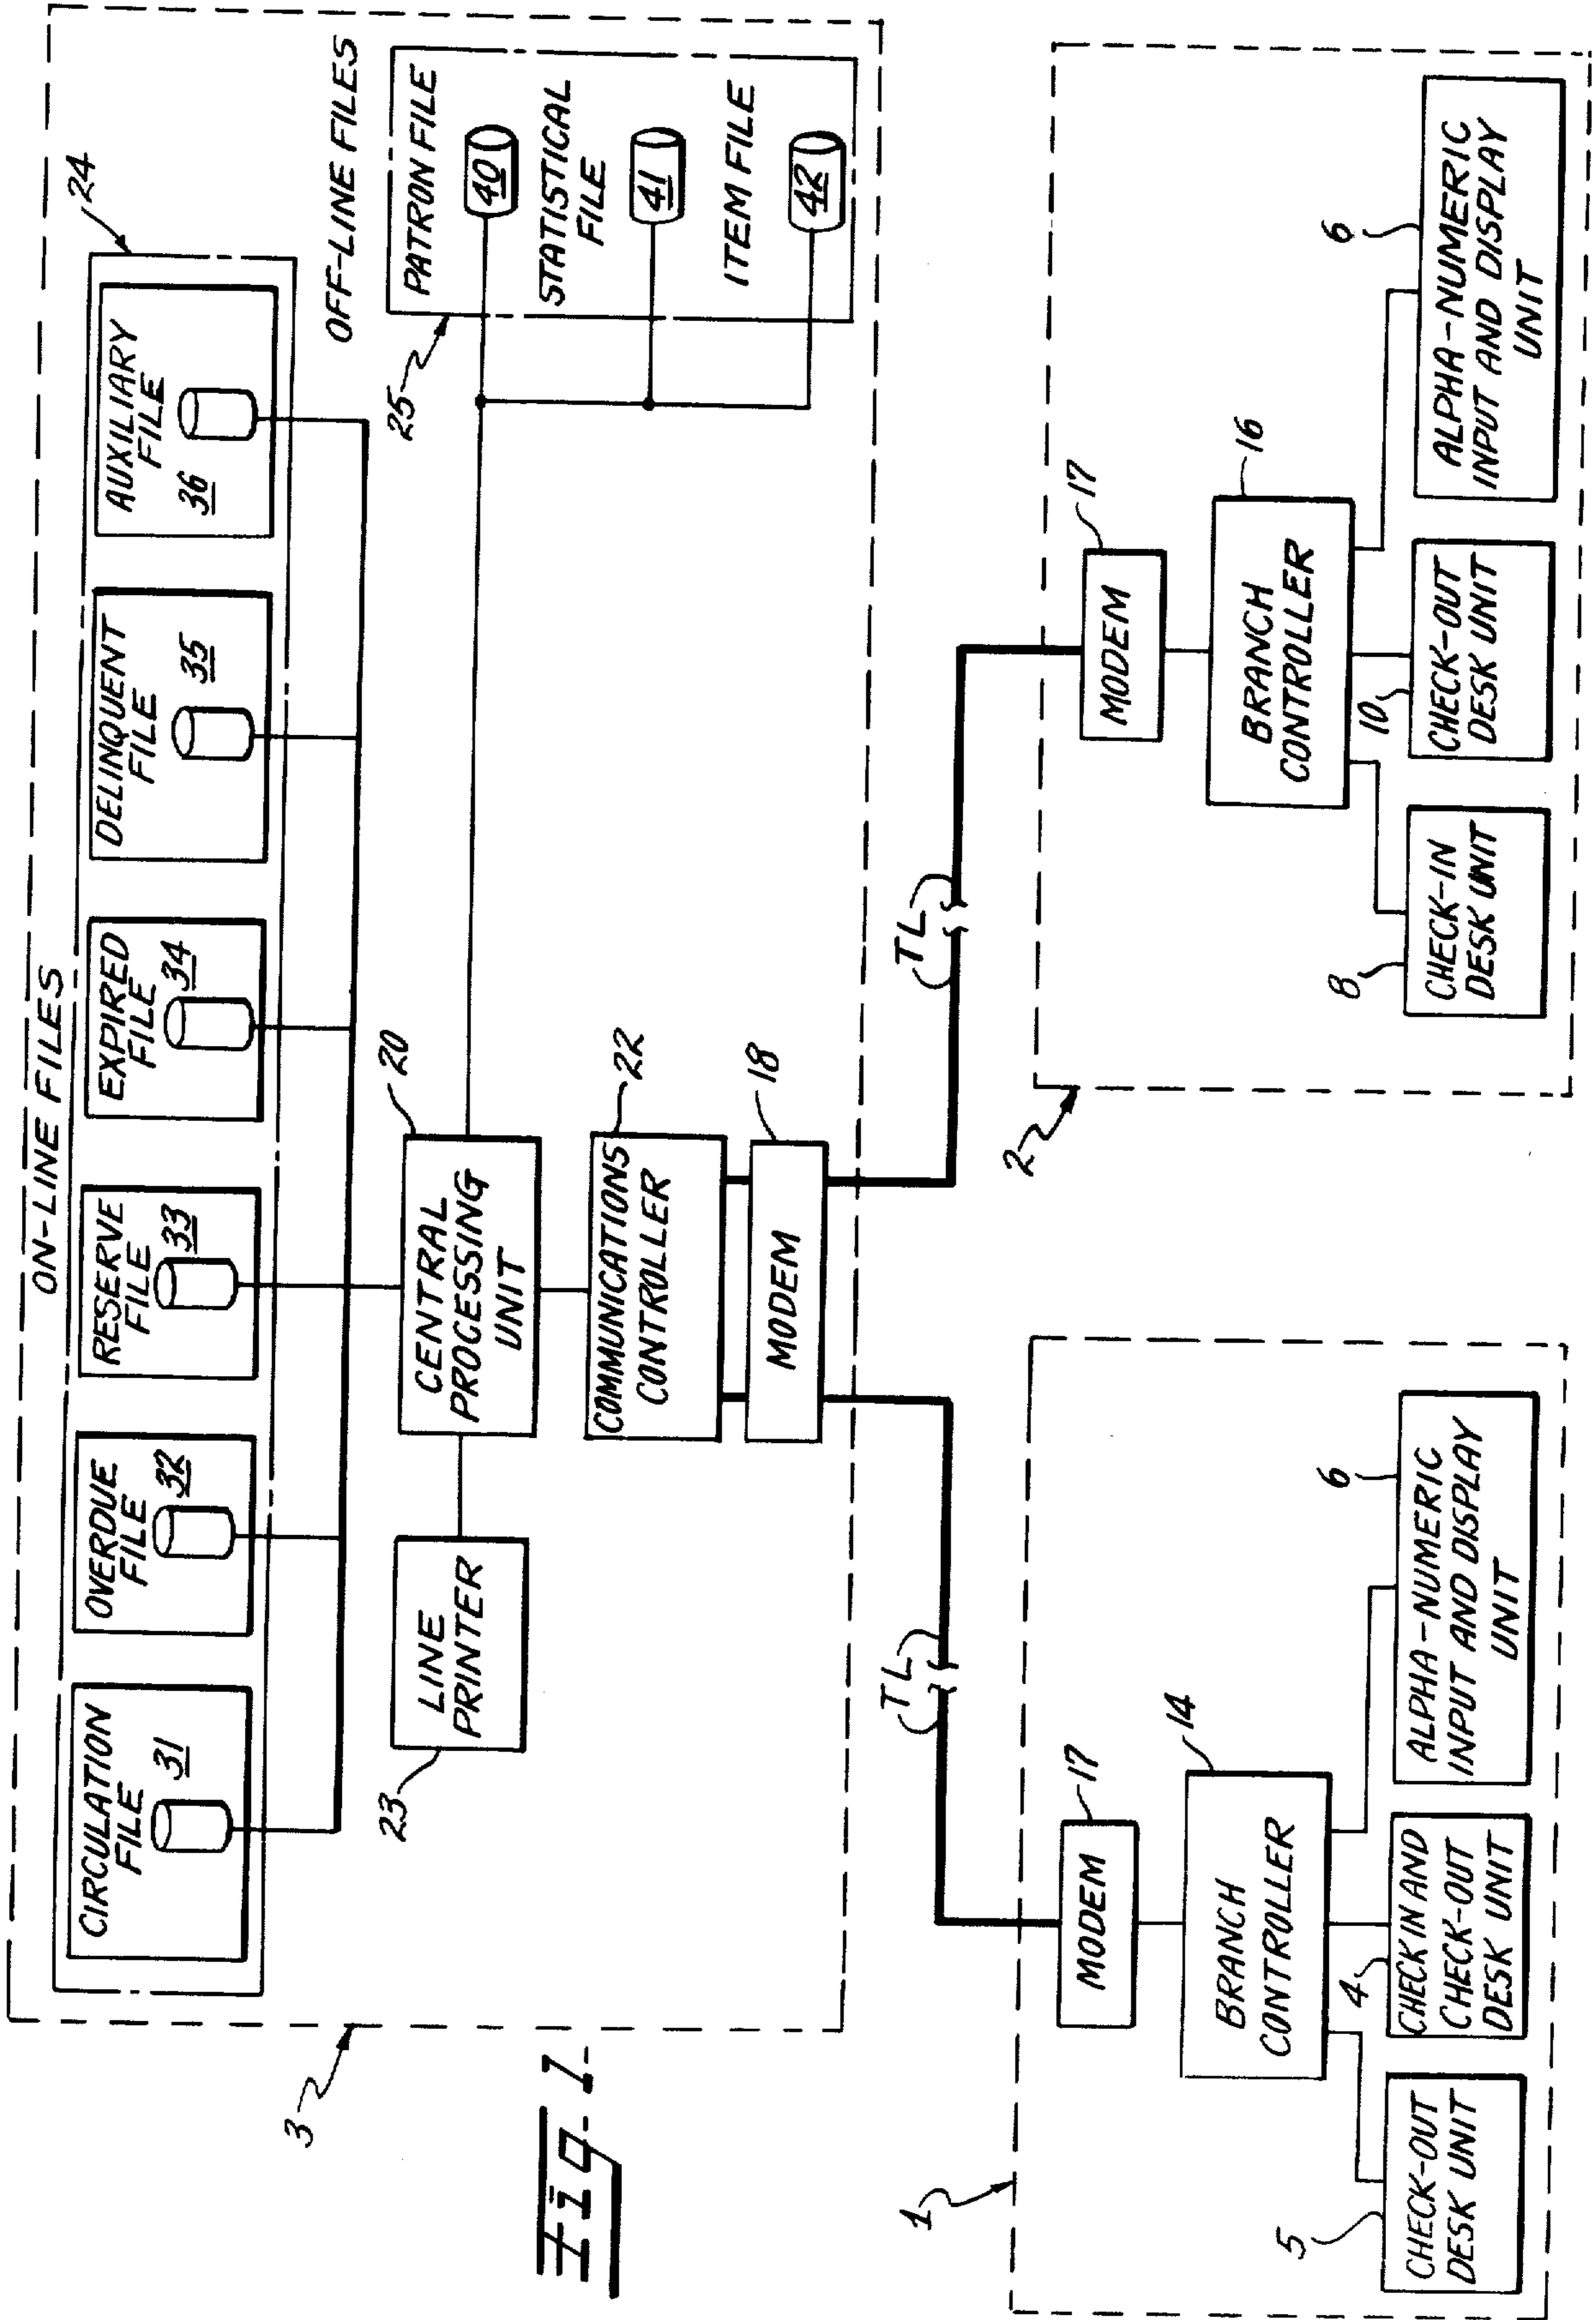 ON-LINE FILES
24
CIRCULATION
FILE
31
OVERDUE
FILE
32
RESERVE
FILE
33
EXPIRED
FILE
34
DELINQUENT
FILE
35
AUXILIARY
FILE
36
OFF-LINE FILES
25
PATRON FILE
40
STATISTICAL
FILE
41
ITEM FILE
42
3
23
LINE
PRINTER
20
CENTRAL
PROCESSING
UNIT
22
COMMUNICATIONS
CONTROLLER
18
MODEM
Fig-1-
TL
TL
1
17
MODEM
14
BRANCH
CONTROLLER
5
CHECK-OUT
DESK UNIT
4
CHECK IN AND
CHECK-OUT
DESK UNIT
6
ALPHA-NUMERIC
INPUT AND DISPLAY
UNIT
2
17
MODEM
16
BRANCH
CONTROLLER
8
CHECK-IN
DESK UNIT
10
CHECK-OUT
DESK UNIT
6
ALPHA-NUMERIC
INPUT AND DISPLAY
UNIT